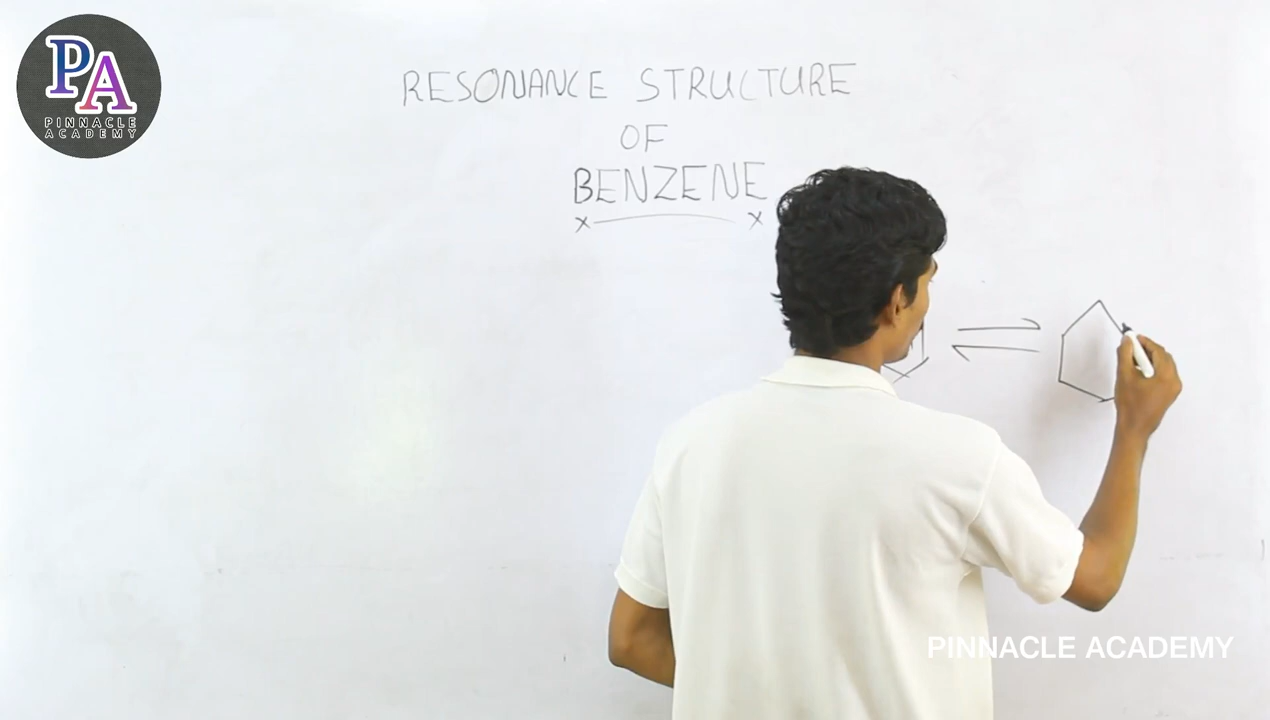 PA
PINNACLE
ACADEMY
RESONANCE STRUCTURE
OF
BENZENE
x x
PINNACLE ACADEMY